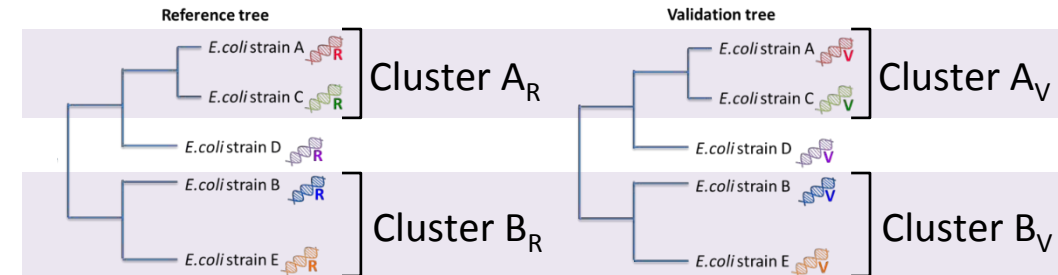 Reference tree
E.coli strain A R
E.coli strain C R
Cluster AR
E.coli strain D R
E.coli strain B R
E.coli strain E R
Cluster BR
Validation tree
E.coli strain A V
E.coli strain C V
Cluster AV
E.coli strain D V
E.coli strain B V
E.coli strain E V
Cluster BV